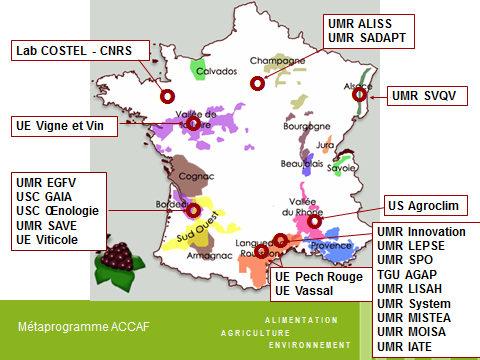 UMR ALISS
UMR SADAPT
Lab COSTEL - CNRS
Champagne
Calvados
Alsace
UMR SVQV
UE Vigne et Vin
Vallée de
Bourgogne
Jura
Beaujolais
Savoie
Cognac
UMR EGFV
USC GAIA
USC Œnologie
UMR SAVE
UE Viticole
Bordeaux
Vallée
du Rhône
US Agroclim
Sud Ouest
Armagnac
Languedoc
Roussillon
Provence
UMR Innovation
UMR LEPSE
UMR SPO
TGU AGAP
UMR LISAH
UMR System
UMR MISTEA
UMR MOISA
UMR IATE
UE Pech Rouge
UE Vassal
Métaprogramme ACCAF
ALIMENTATION
AGRICULTURE
ENVIRONNEMENT